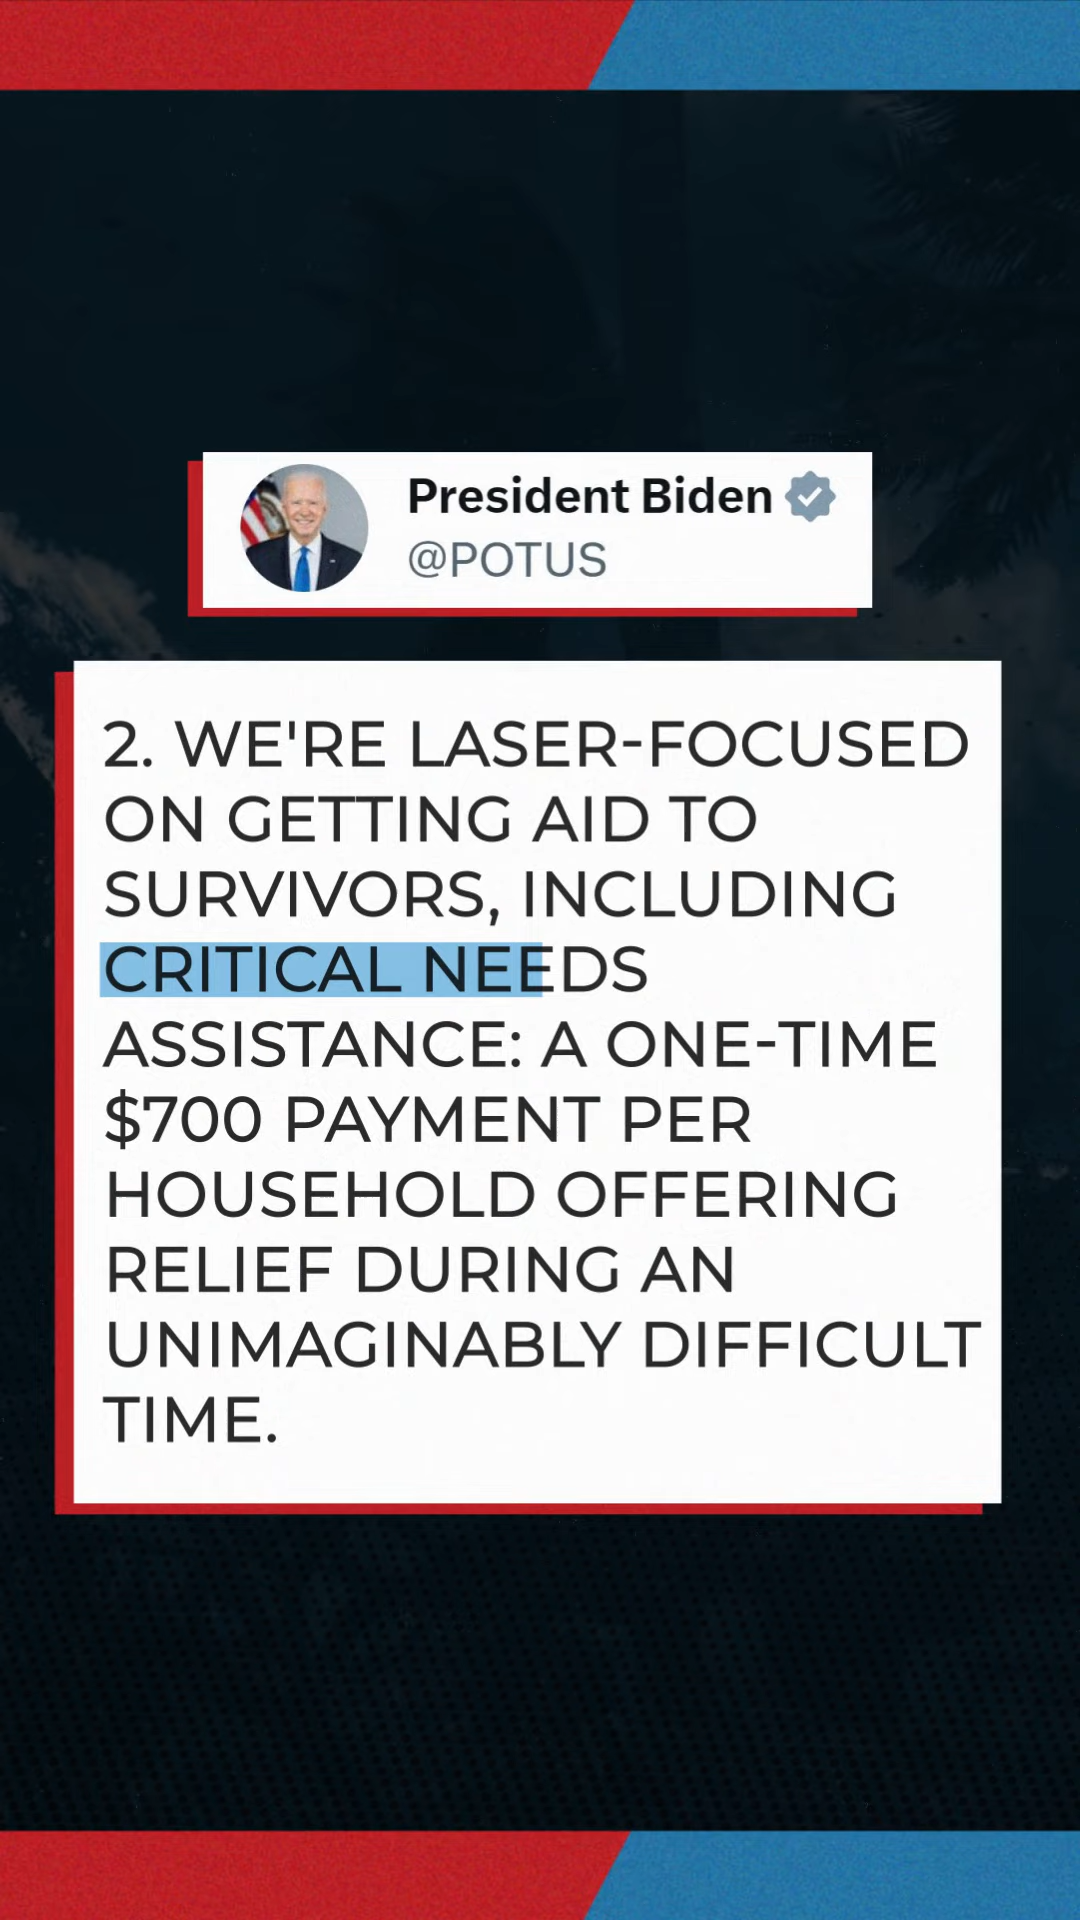 President Biden
@POTUS
2. WE'RE LASER-FOCUSED
ON GETTING AID TO
SURVIVORS, INCLUDING
CRITICAL NEEDS
ASSISTANCE: A ONE-TIME
$700 PAYMENT PER
HOUSEHOLD OFFERING
RELIEF DURING AN
UNIMAGINABLY DIFFICULT
TIME.